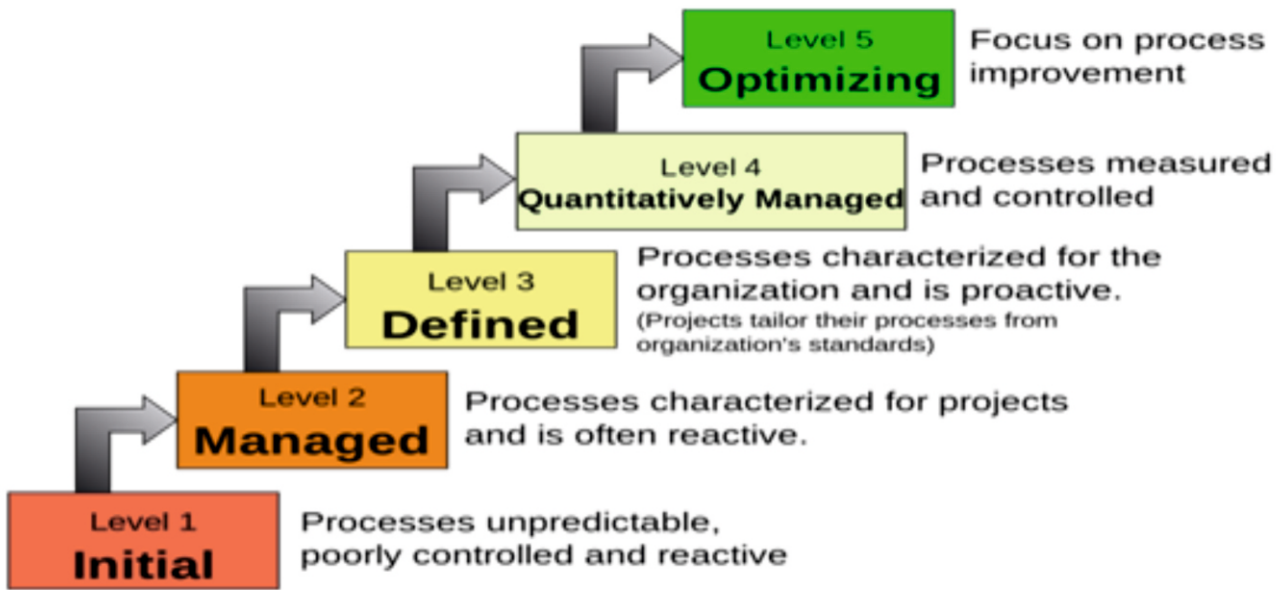 Level 5
Optimizing
Focus on process
improvement
Level 4
Quantitatively Managed
Processes measured
and controlled
Level 3
Defined
Processes characterized for the
organization and is proactive.
(Projects tailor their processes from
organization's standards)
Level 2
Managed
Processes characterized for projects
and is often reactive.
Level 1
Initial
Processes unpredictable,
poorly controlled and reactive